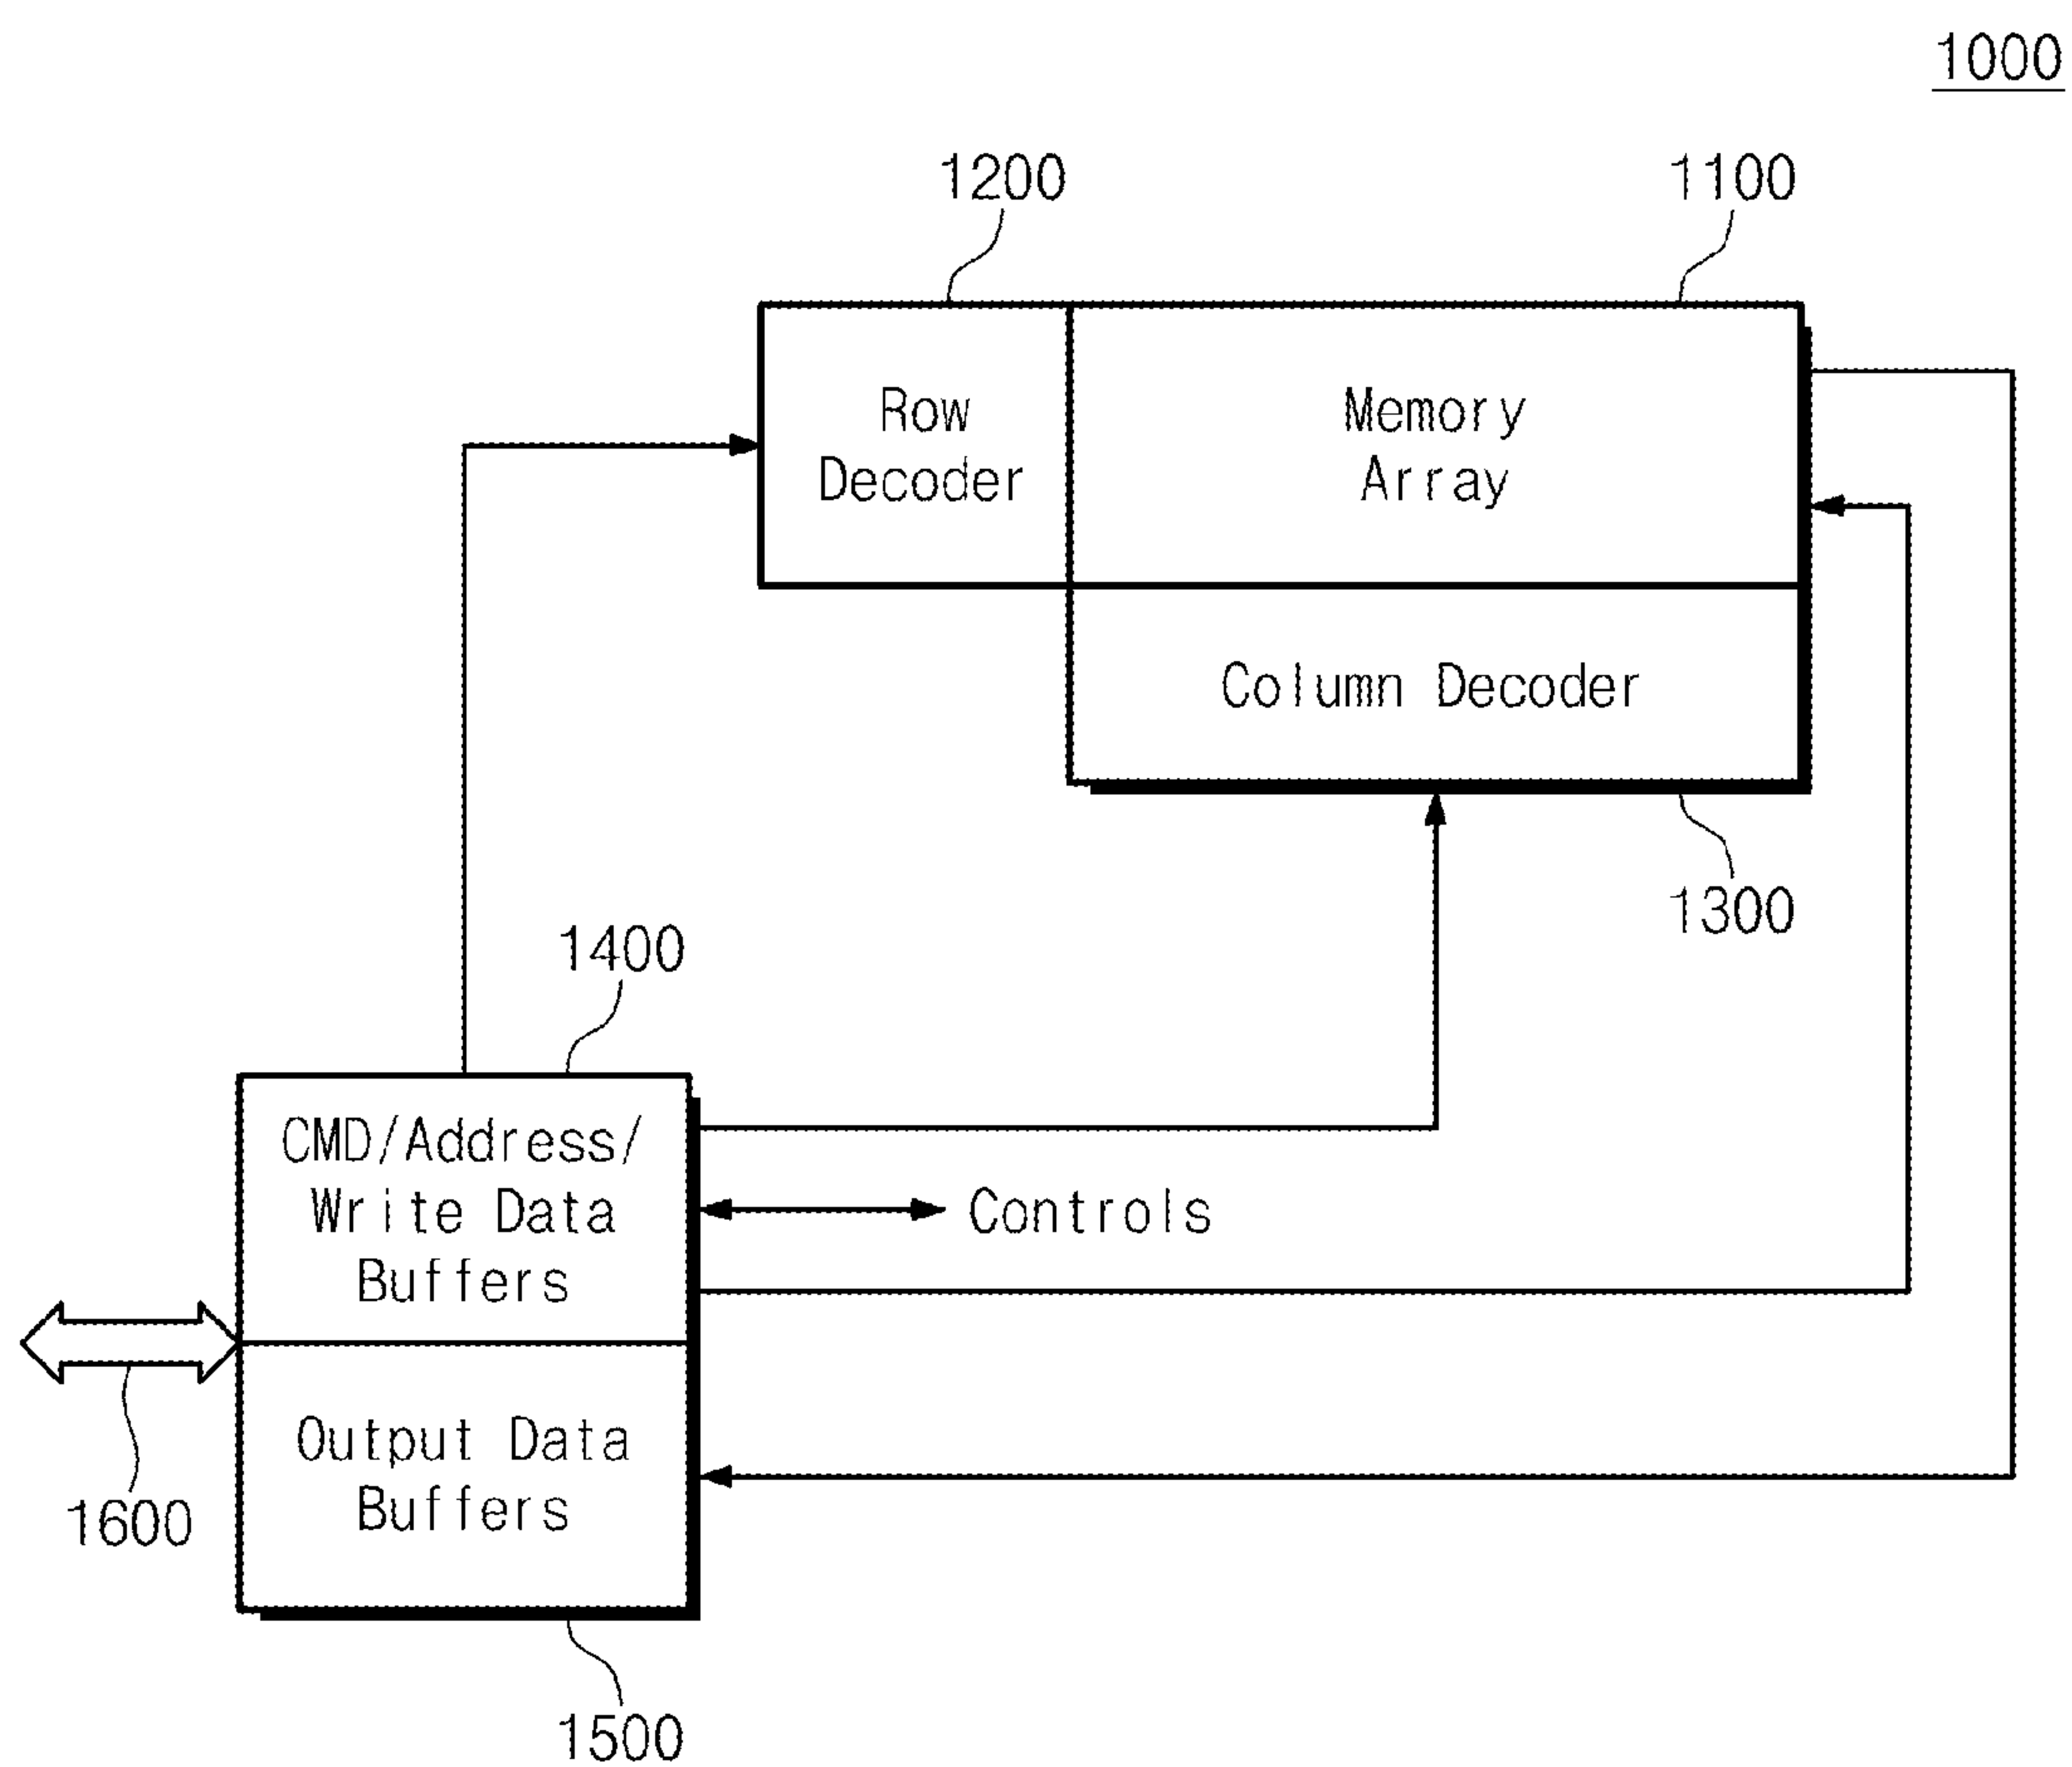 1000
1200
1100
Row
Decoder
Memory
Array
Column Decoder
1300
1400
CMD/Address/
Write Data
Buffers
Controls
Output Data
Buffers
1600
1500